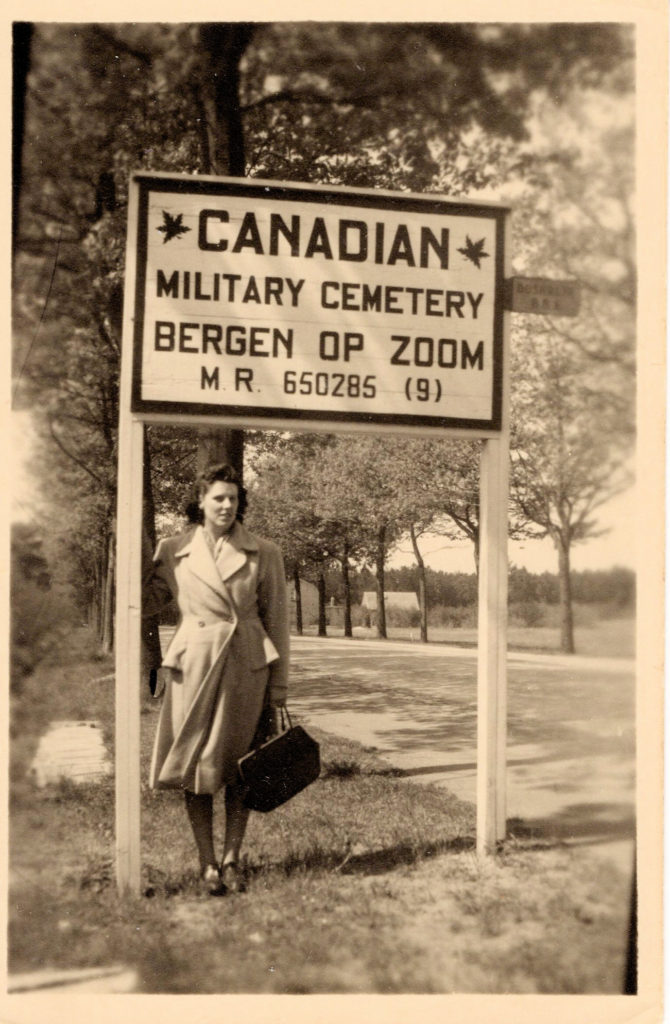 CANADIAN
MILITARY CEMETERY
BERGEN OP ZOOM
M.R. 650285 (9)